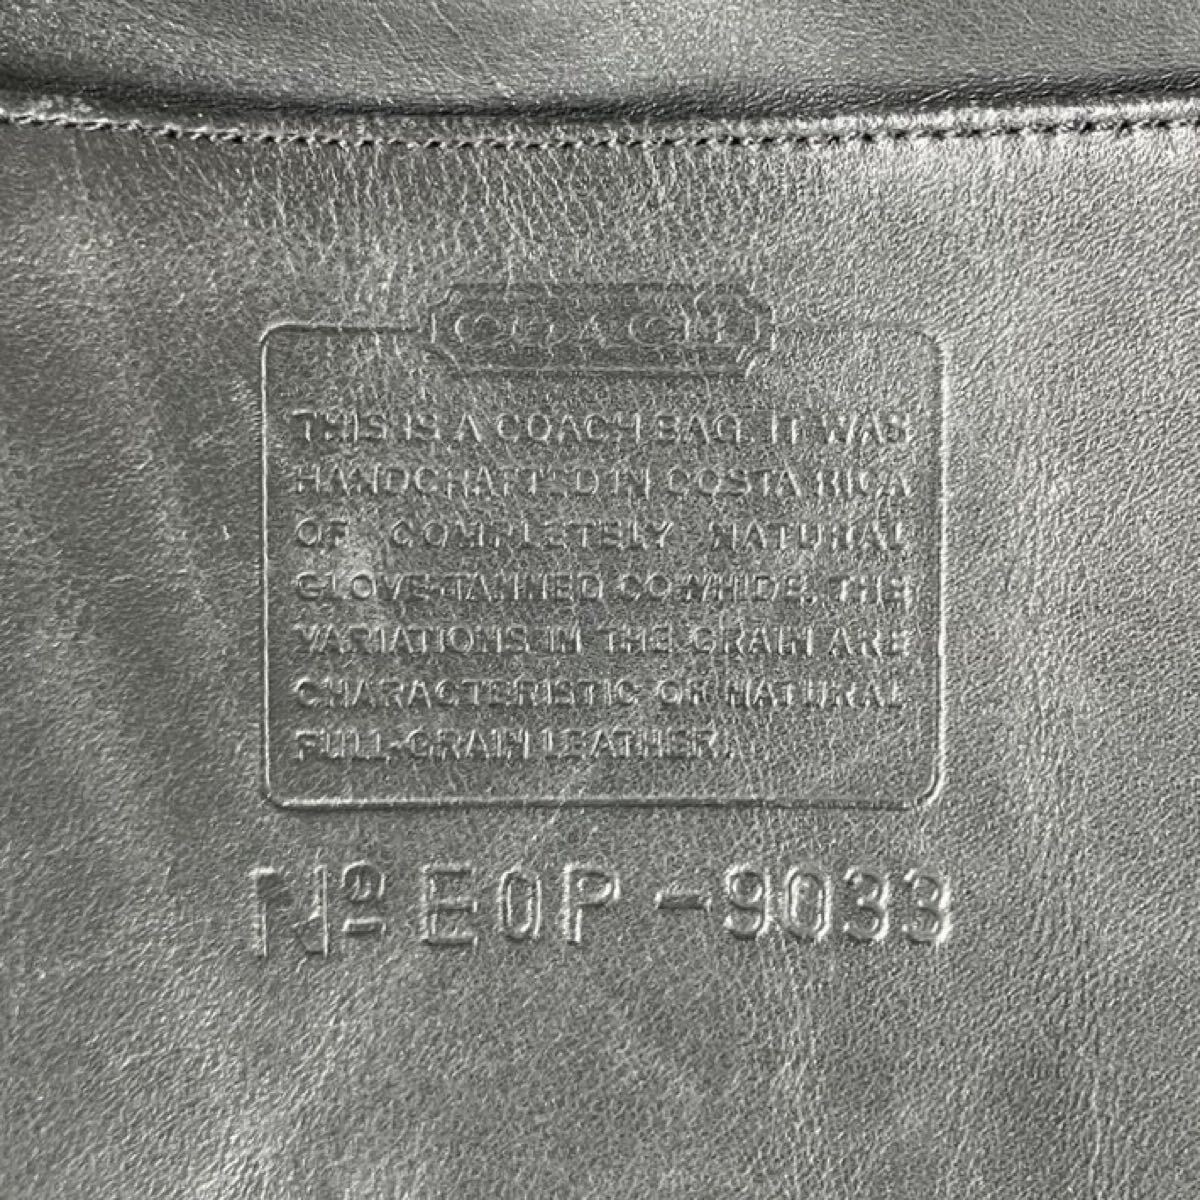 COACH
THIS IS A COACH BAG. IT WAS
HANDCRAFTED IN COSTA RICA
OF COMPLETELY NATURAL
GLOVE-TANNED COWHIDE. THE
VARIATIONS IN THE GRAIN ARE
CHARACTERISTIC OF NATURAL
FULL-GRAIN LEATHER.
Nº EOP-9033